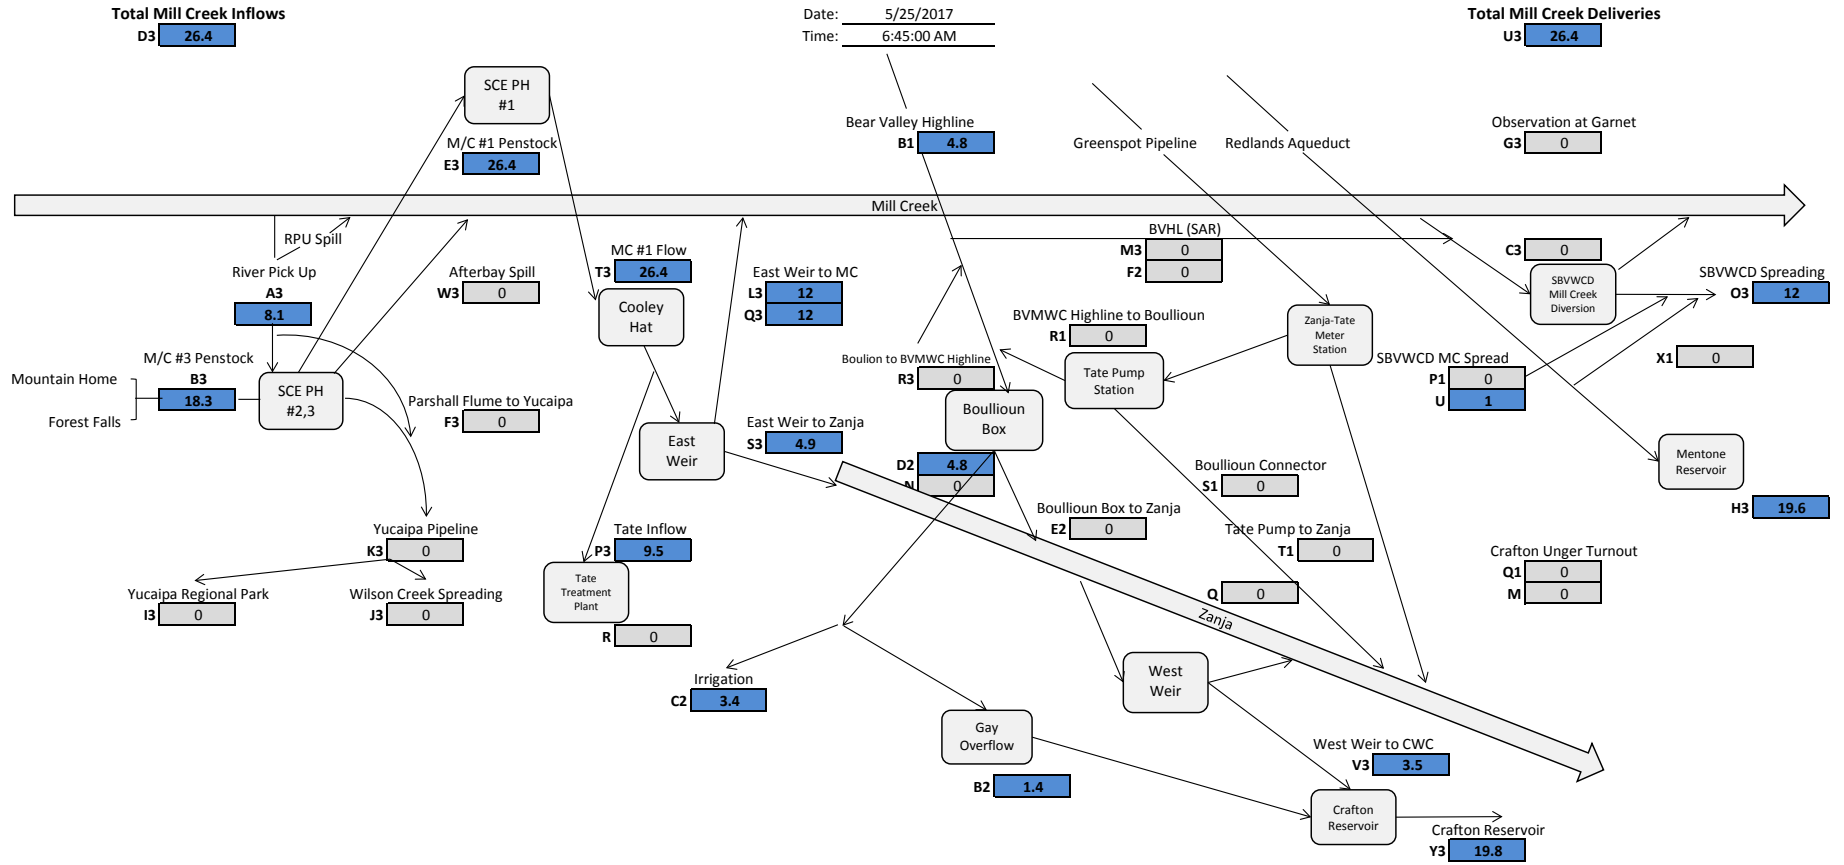 Total Mill Creek Inflows
D3 26.4
Date: 5/25/2017
Time: 6:45:00 AM
Total Mill Creek Deliveries
U3 26.4
SCE PH
#1
M/C #1 Penstock
E3 26.4
Bear Valley Highline
B1 4.8
Greenspot Pipeline
Redlands Aqueduct
Observation at Garnet
G3 0
Mill Creek
RPU Spill
River Pick Up
A3
8.1
Afterbay Spill
W3 0
MC #1 Flow
T3 26.4
Cooley
Hat
East Weir to MC
L3 12
Q3 12
BVHL (SAR)
M3 0
F2 0
C3 0
SBVWCD
Mill Creek
Diversion
SBVWCD Spreading
O3 12
BVMWC Highline to Boullioun
R1 0
Zanja-Tate
Meter
Station
M/C #3 Penstock
B3
18.3
Mountain Home
Forest Falls
SCE PH
#2,3
Boulion to BVMWC Highline
R3 0
Tate Pump
Station
SBVWCD MC Spread
P1 0
U 1
X1 0
Parshall Flume to Yucaipa
F3 0
Boullioun
Box
East
Weir
East Weir to Zanja
S3 4.9
D2 4.8
N 0
Boullioun Connector
S1 0
Mentone
Reservoir
H3 19.6
Boullioun Box to Zanja
E2 0
Yucaipa Pipeline
K3 0
Tate Inflow
P3 9.5
Tate Pump to Zanja
T1 0
Crafton Unger Turnout
Q1 0
M 0
Yucaipa Regional Park
I3 0
Wilson Creek Spreading
J3 0
Tate
Treatment
Plant
R 0
Q 0
Zanja
Irrigation
C2 3.4
West
Weir
Gay
Overflow
B2 1.4
West Weir to CWC
V3 3.5
Crafton
Reservoir
Crafton Reservoir
Y3 19.8